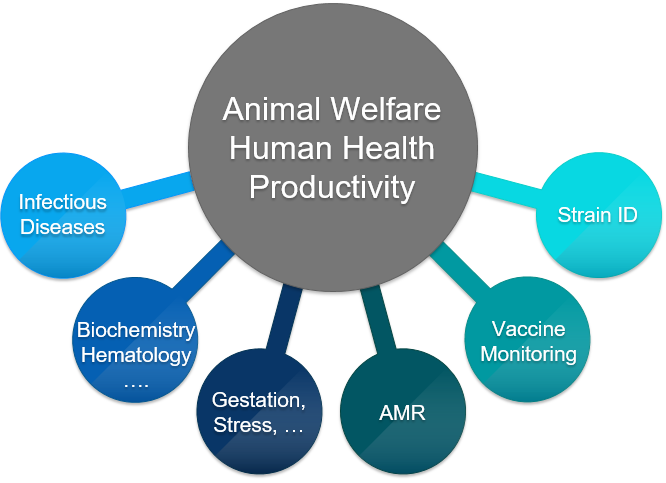 Animal Welfare
Human Health
Productivity
Infectious
Diseases
Biochemistry
Hematology
....
Gestation,
Stress, ...
AMR
Vaccine
Monitoring
Strain ID